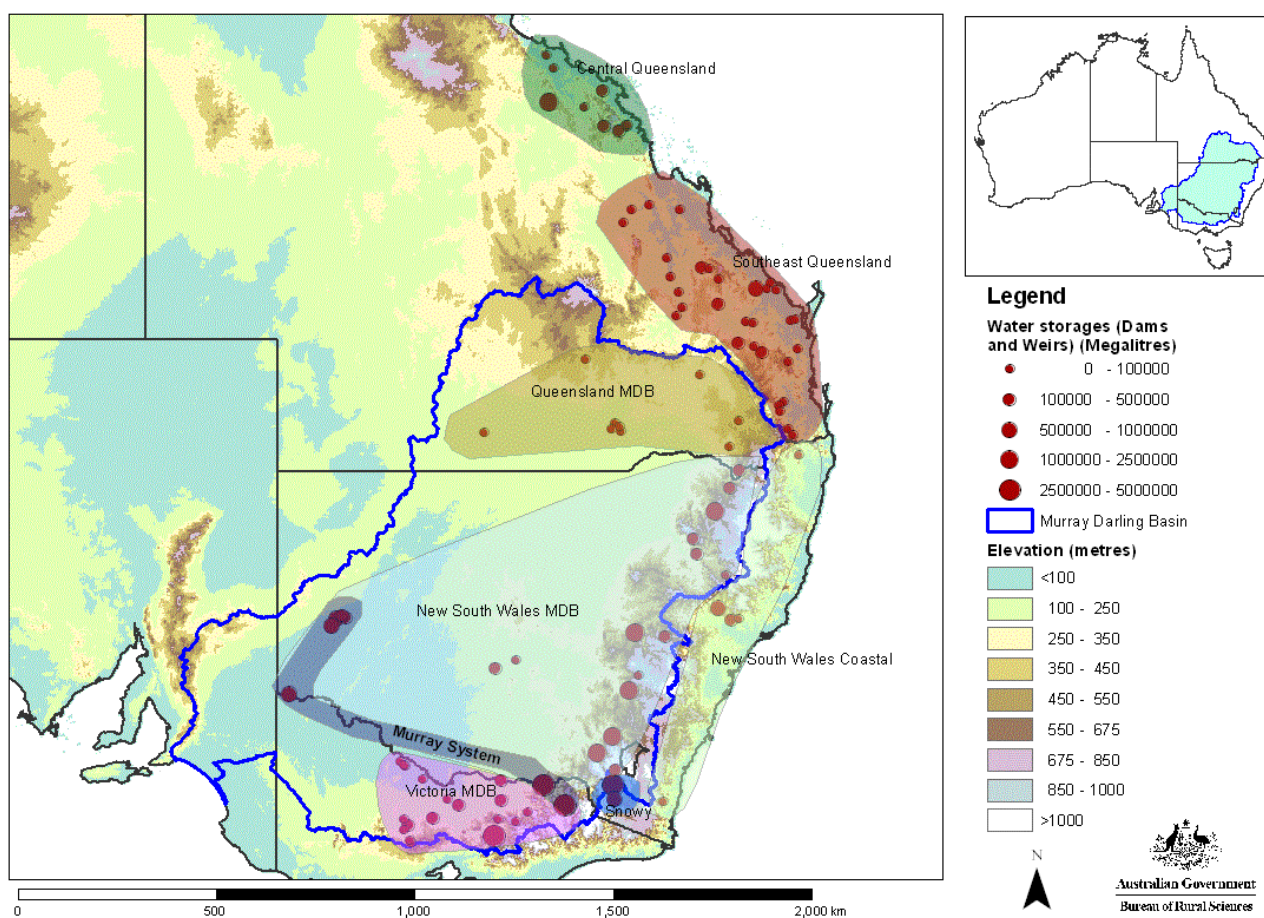 Central Queensland
Southeast Queensland
Queensland MDB
New South Wales MDB
New South Wales Coastal
Murray System
Victoria MDB
Snowy
0 500 1,000 1,500 2,000 km
Legend
Water storages (Dams
and Weirs) (Megalitres)
0 - 100000
100000 - 500000
500000 - 1000000
1000000 - 2500000
2500000 - 5000000
Murray Darling Basin
Elevation (metres)
<100
100 - 250
250 - 350
350 - 450
450 - 550
550 - 675
675 - 850
850 - 1000
>1000
N
Australian Government
Bureau of Rural Sciences